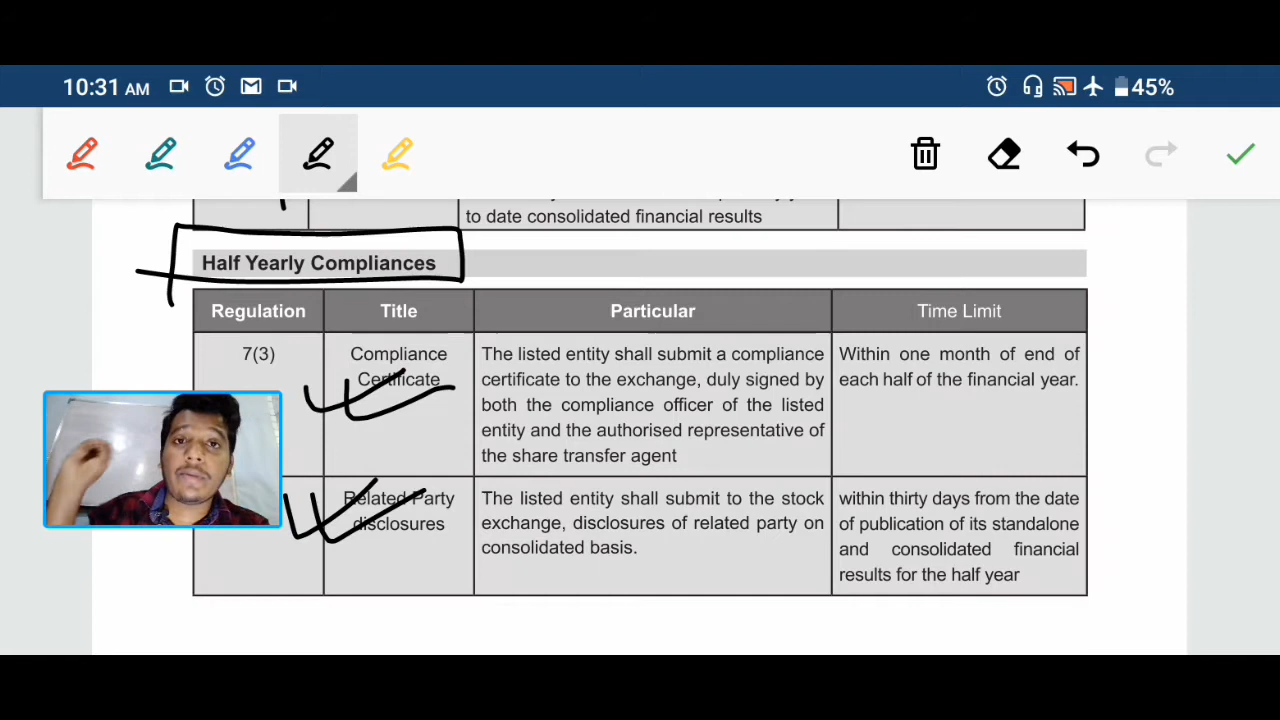 10:31 AM
45%
to date consolidated financial results
Half Yearly Compliances
Regulation Title Particular Time Limit
7(3)
Compliance
Certificate
The listed entity shall submit a compliance
certificate to the exchange, duly signed by
both the compliance officer of the listed
entity and the authorised representative of
the share transfer agent
Within one month of end of
each half of the financial year.
Related Party
disclosures
The listed entity shall submit to the stock
exchange, disclosures of related party on
consolidated basis.
within thirty days from the date
of publication of its standalone
and consolidated financial
results for the half year